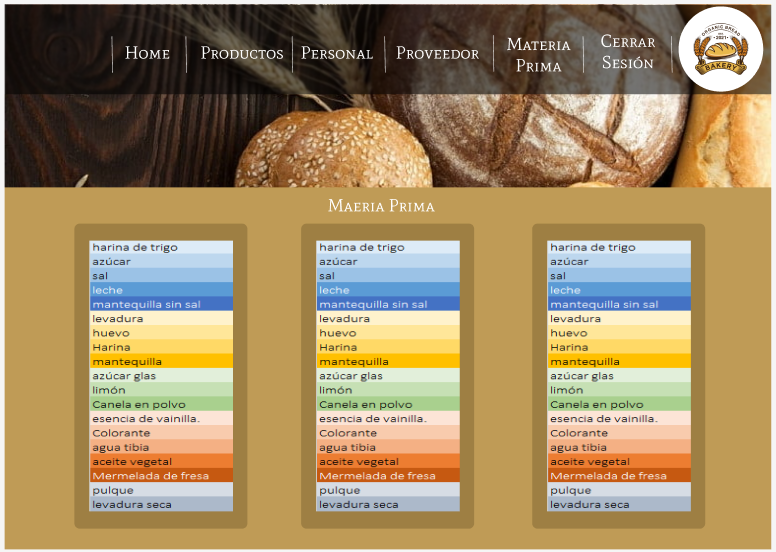 Home
Productos
Personal
Proveedor
Materia
Prima
Cerrar
Sesión
ORGANIC BREAD
•2021•
BAKERY
Maeria Prima
harina de trigo
azúcar
sal
leche
mantequilla sin sal
levadura
huevo
Harina
mantequilla
azúcar glas
limón
Canela en polvo
esencia de vainilla.
Colorante
agua tibia
aceite vegetal
Mermelada de fresa
pulque
levadura seca
harina de trigo
azúcar
sal
leche
mantequilla sin sal
levadura
huevo
Harina
mantequilla
azúcar glas
limón
Canela en polvo
esencia de vainilla.
Colorante
agua tibia
aceite vegetal
Mermelada de fresa
pulque
levadura seca
harina de trigo
azúcar
sal
leche
mantequilla sin sal
levadura
huevo
Harina
mantequilla
azúcar glas
limón
Canela en polvo
esencia de vainilla.
Colorante
agua tibia
aceite vegetal
Mermelada de fresa
pulque
levadura seca